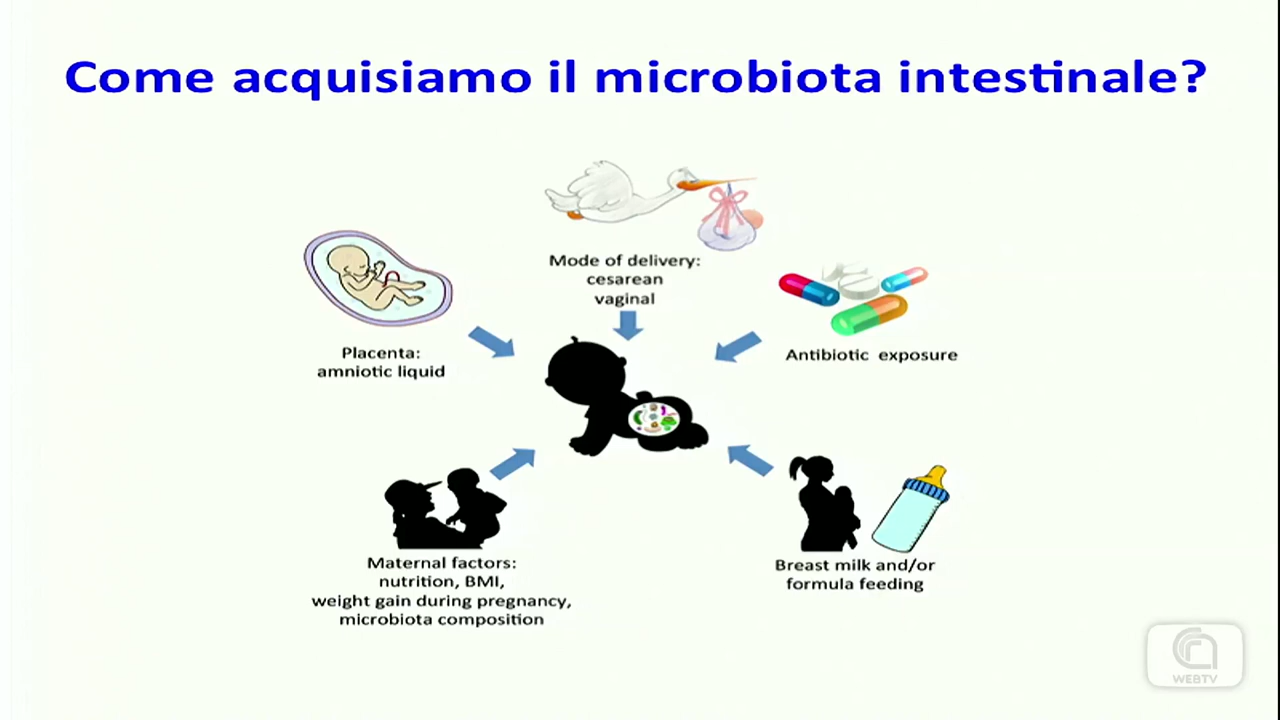 Come acquisiamo il microbiota intestinale?
Mode of delivery:
cesarean
vaginal
Placenta:
amniotic liquid
Antibiotic exposure
Maternal factors:
nutrition, BMI,
weight gain during pregnancy,
microbiota composition
Breast milk and/or
formula feeding
WEBTV